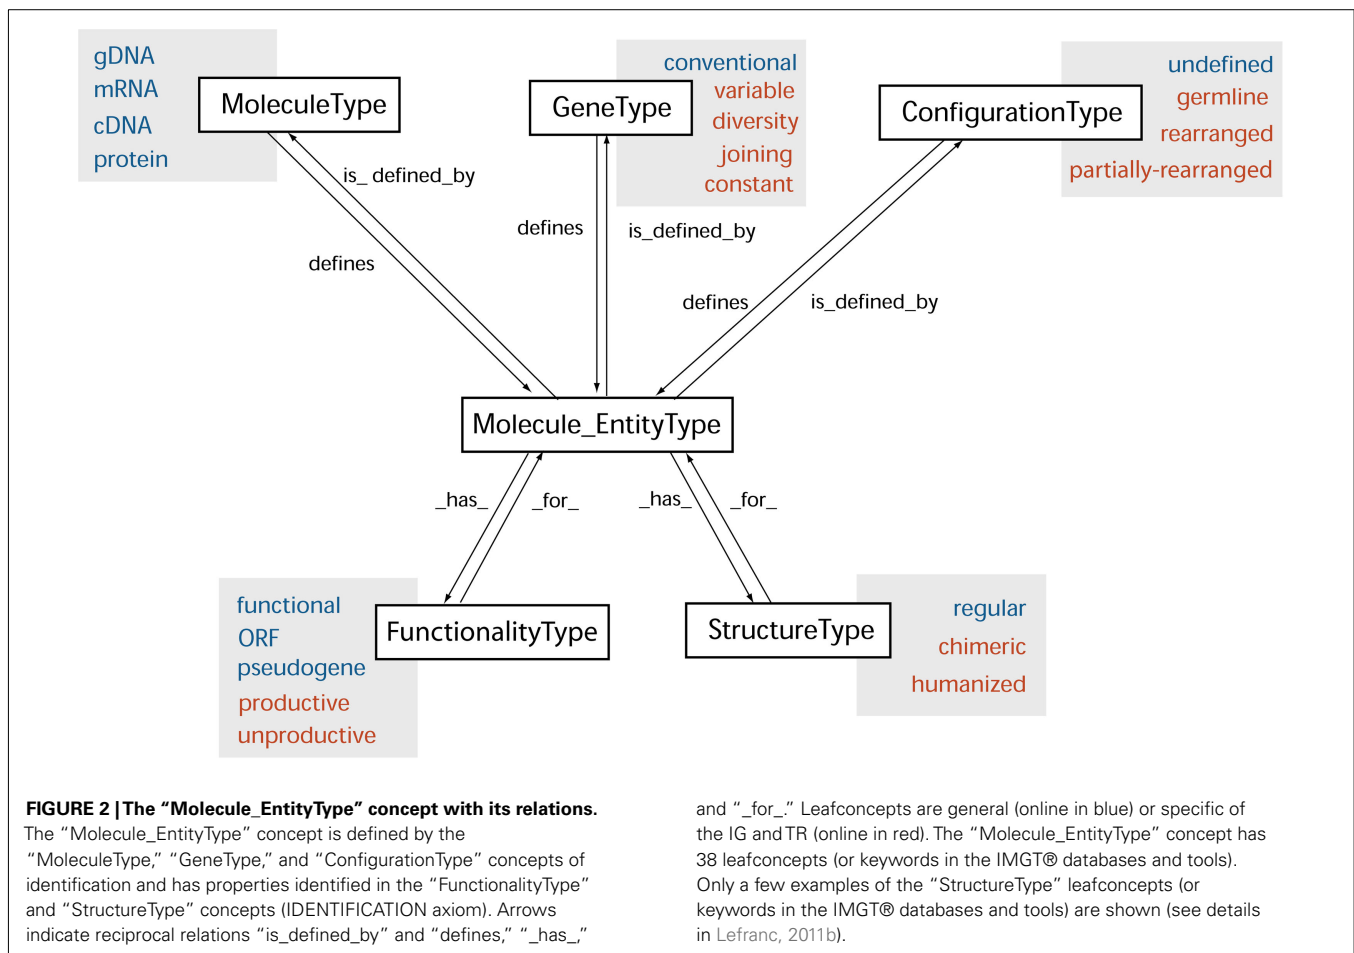 gDNA
mRNA
cDNA
protein
MoleculeType
conventional
variable
diversity
joining
constant
GeneType
undefined
germline
rearranged
partially-rearranged
ConfigurationType
is_ defined_by
defines
defines
is_defined_by
defines
is_defined_by
Molecule_EntityType
_has_
_for_
_has_
_for_
functional
ORF
pseudogene
productive
unproductive
FunctionalityType
StructureType
regular
chimeric
humanized
FIGURE 2 | The “Molecule_EntityType” concept with its relations.
The “Molecule_EntityType” concept is defined by the
“MoleculeType,” “GeneType,” and “ConfigurationType” concepts of
identification and has properties identified in the “FunctionalityType”
and “StructureType” concepts (IDENTIFICATION axiom). Arrows
indicate reciprocal relations “is_defined_by” and “defines,” “_has_,”
and “_for_.” Leafconcepts are general (online in blue) or specific of
the IG and TR (online in red). The “Molecule_EntityType” concept has
38 leafconcepts (or keywords in the IMGT® databases and tools).
Only a few examples of the “StructureType” leafconcepts (or
keywords in the IMGT® databases and tools) are shown (see details
in Lefranc, 2011b).